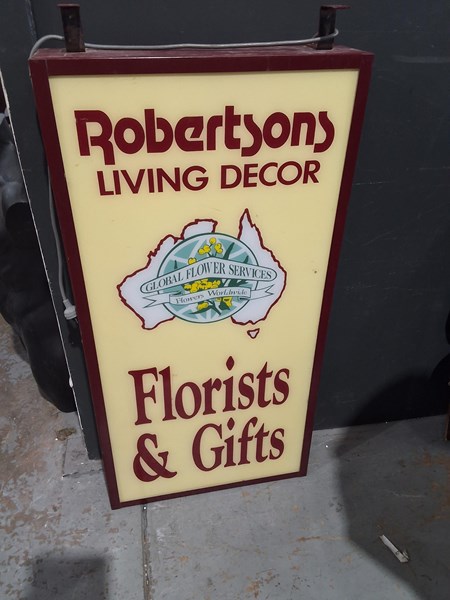 Robertsons
LIVING DECOR
GLOBAL FLOWER SERVICES
Flowers Worldwide
Florists
& Gifts